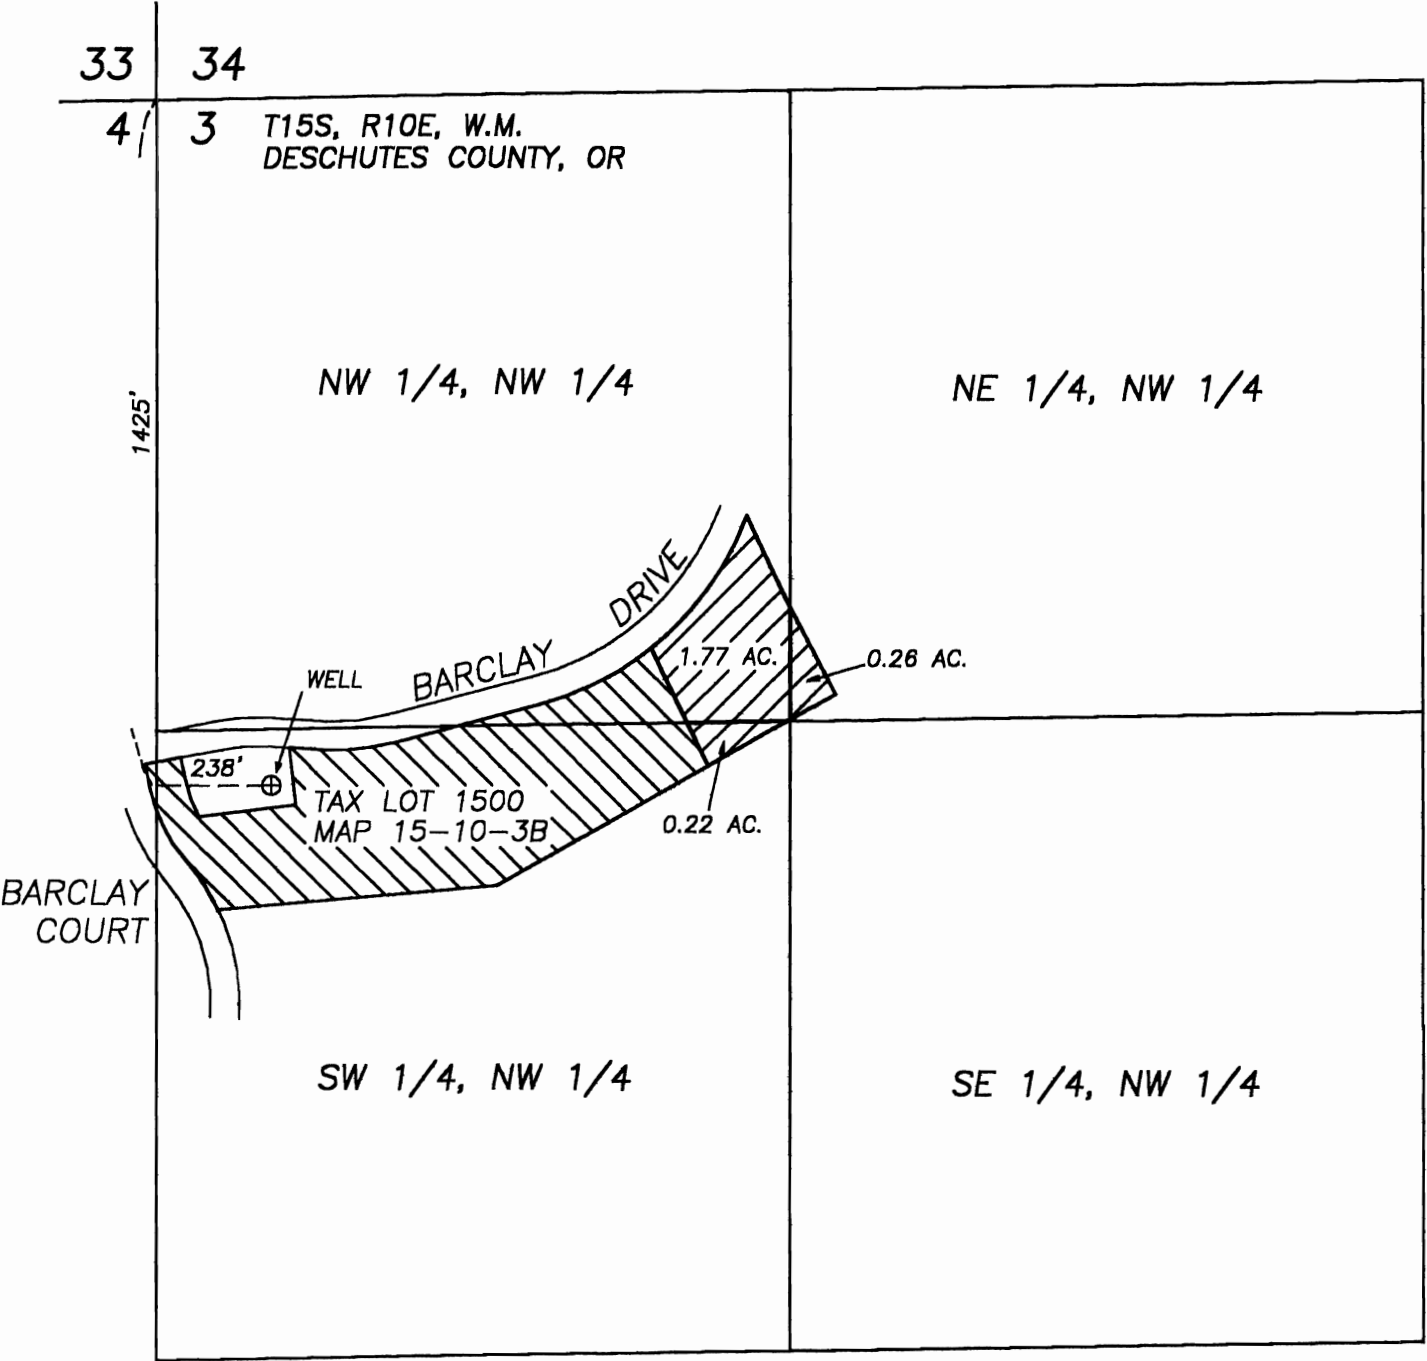 33 34
4 3 T15S, R10E, W.M.
DESCHUTES COUNTY, OR
NW 1/4, NW 1/4
NE 1/4, NW 1/4
1425'
BARCLAY DRIVE
1.77 AC.
0.26 AC.
WELL
238'
TAX LOT 1500
MAP 15-10-3B
0.22 AC.
BARCLAY
COURT
SW 1/4, NW 1/4
SE 1/4, NW 1/4